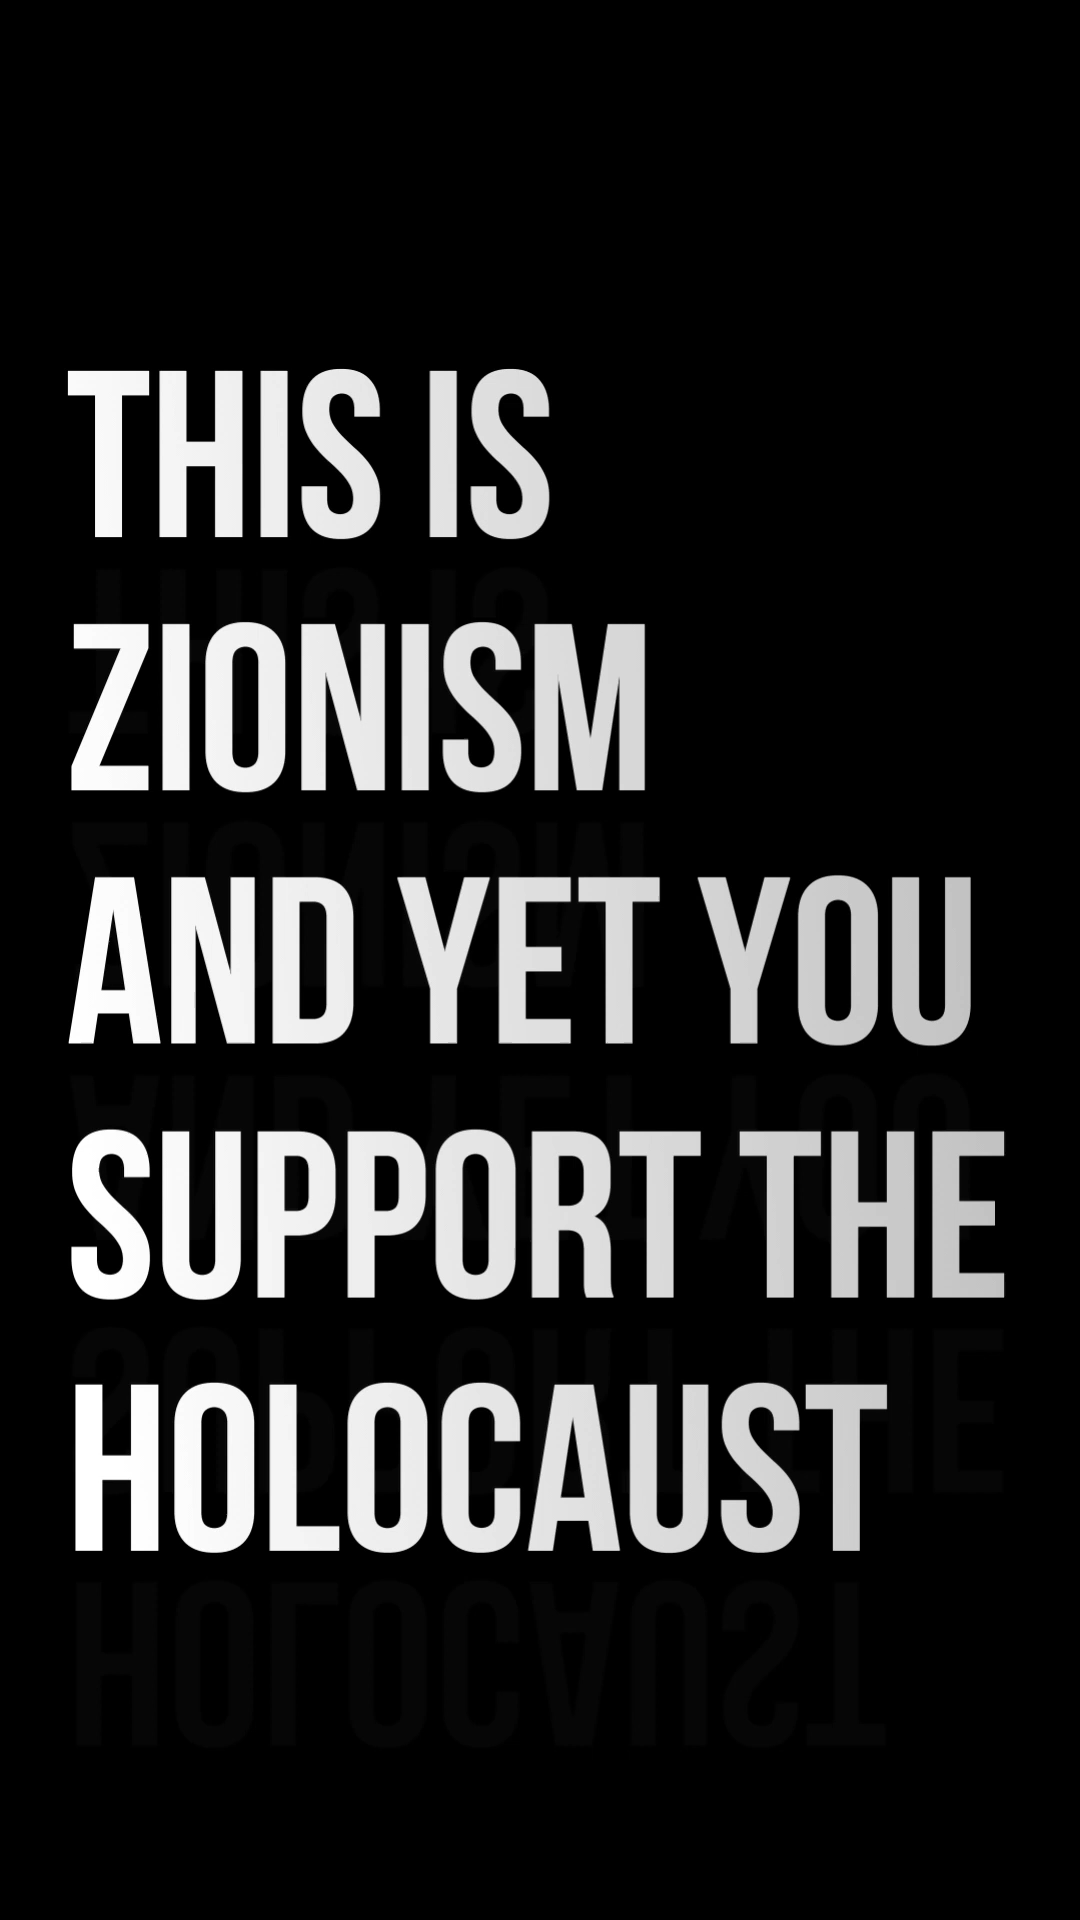 THIS IS
ZIONISM
AND YET YOU
SUPPORT THE
HOLOCAUST